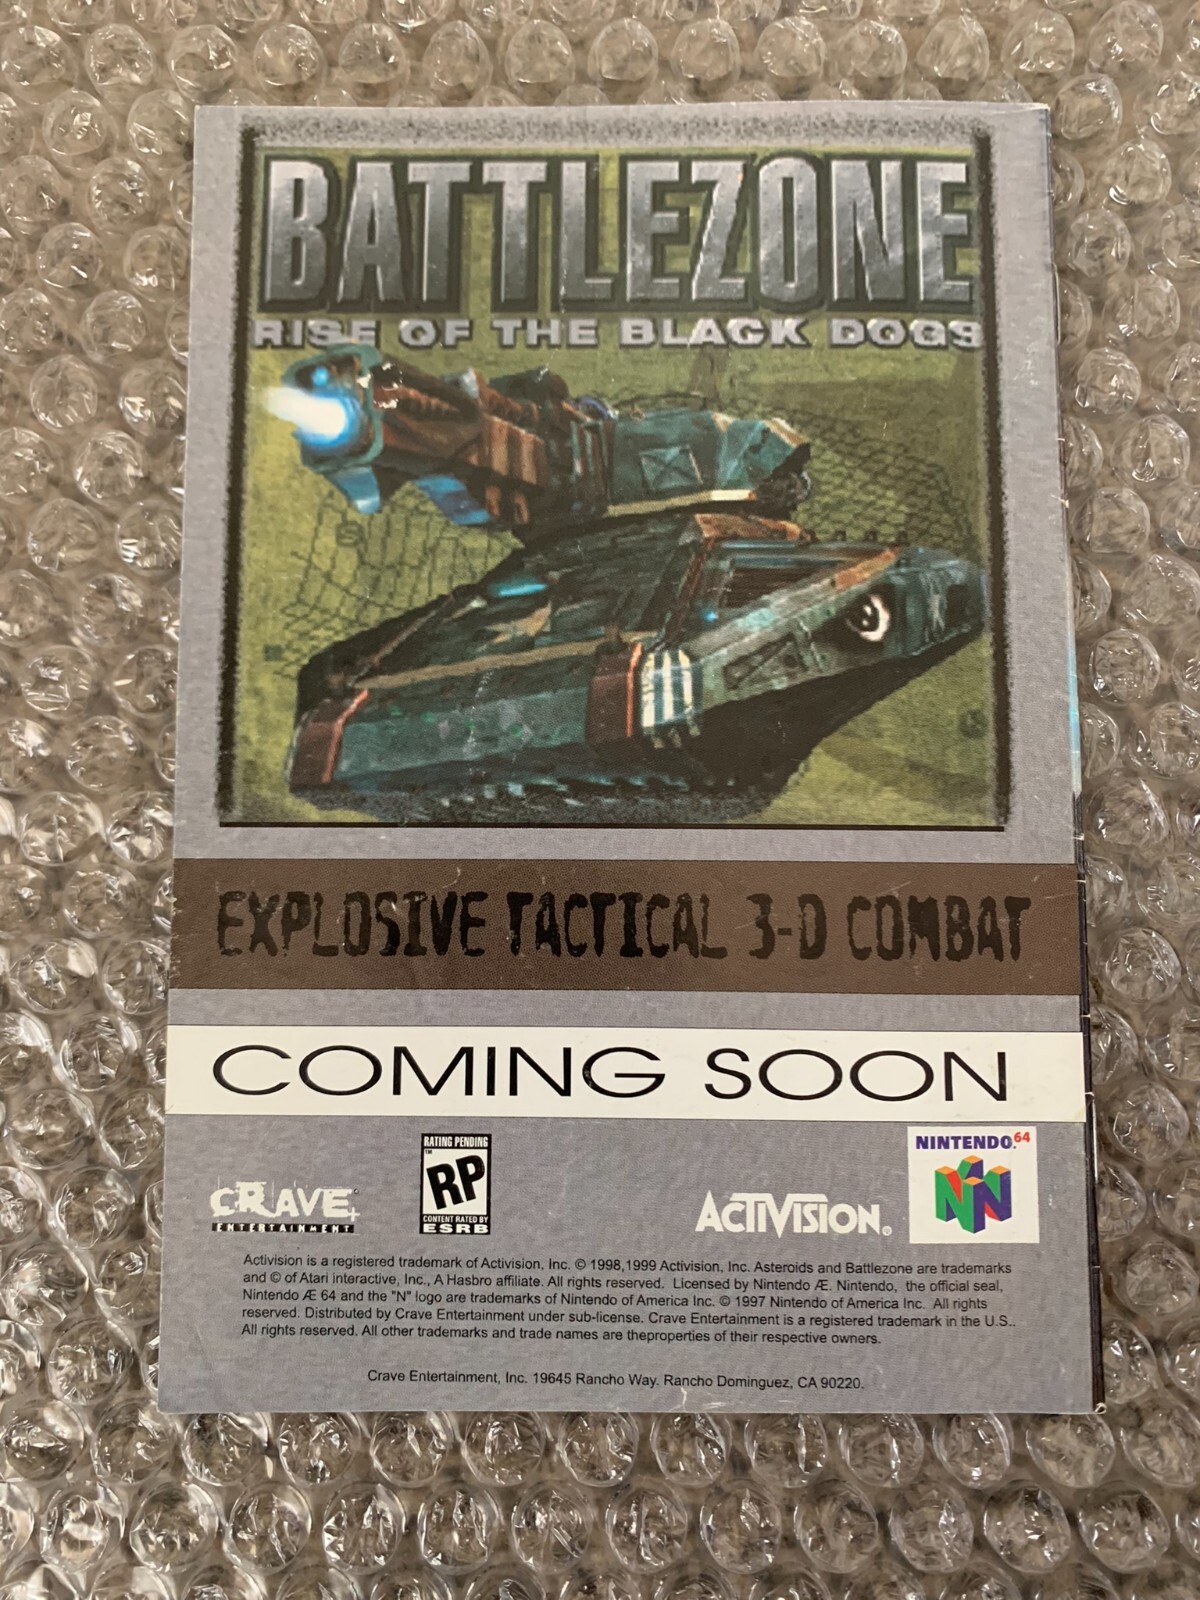 BATTLEZONE
RISE OF THE BLACK DOGS
EXPLOSIVE TACTICAL 3-D COMBAT
COMING SOON
CRAVE
ENTERTAINMENT
RATING PENDING
TM
RP
CONTENT RATED BY
ESRB
ACTIVISION®
NINTENDO 64
Activision is a registered trademark of Activision, Inc. © 1998,1999 Activision, Inc. Asteroids and Battlezone are trademarks
and © of Atari interactive, Inc., A Hasbro affiliate. All rights reserved. Licensed by Nintendo Æ. Nintendo, the official seal,
Nintendo Æ 64 and the "N" logo are trademarks of Nintendo of America Inc. © 1997 Nintendo of America Inc. All rights
reserved. Distributed by Crave Entertainment under sub-license. Crave Entertainment is a registered trademark in the U.S..
All rights reserved. All other trademarks and trade names are theproperties of their respective owners.
Crave Entertainment, Inc. 19645 Rancho Way. Rancho Dominguez, CA 90220.